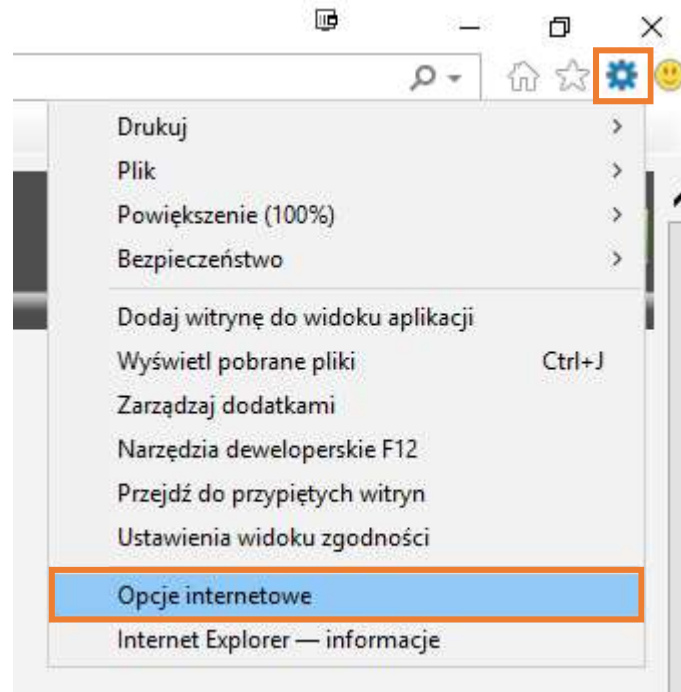 Drukuj
Plik
Powiększenie (100%)
Bezpieczeństwo
Dodaj witrynę do widoku aplikacji
Wyświetl pobrane pliki Ctrl+J
Zarządzaj dodatkami
Narzędzia deweloperskie F12
Przejdź do przypiętych witryn
Ustawienia widoku zgodności
Opcje internetowe
Internet Explorer — informacje